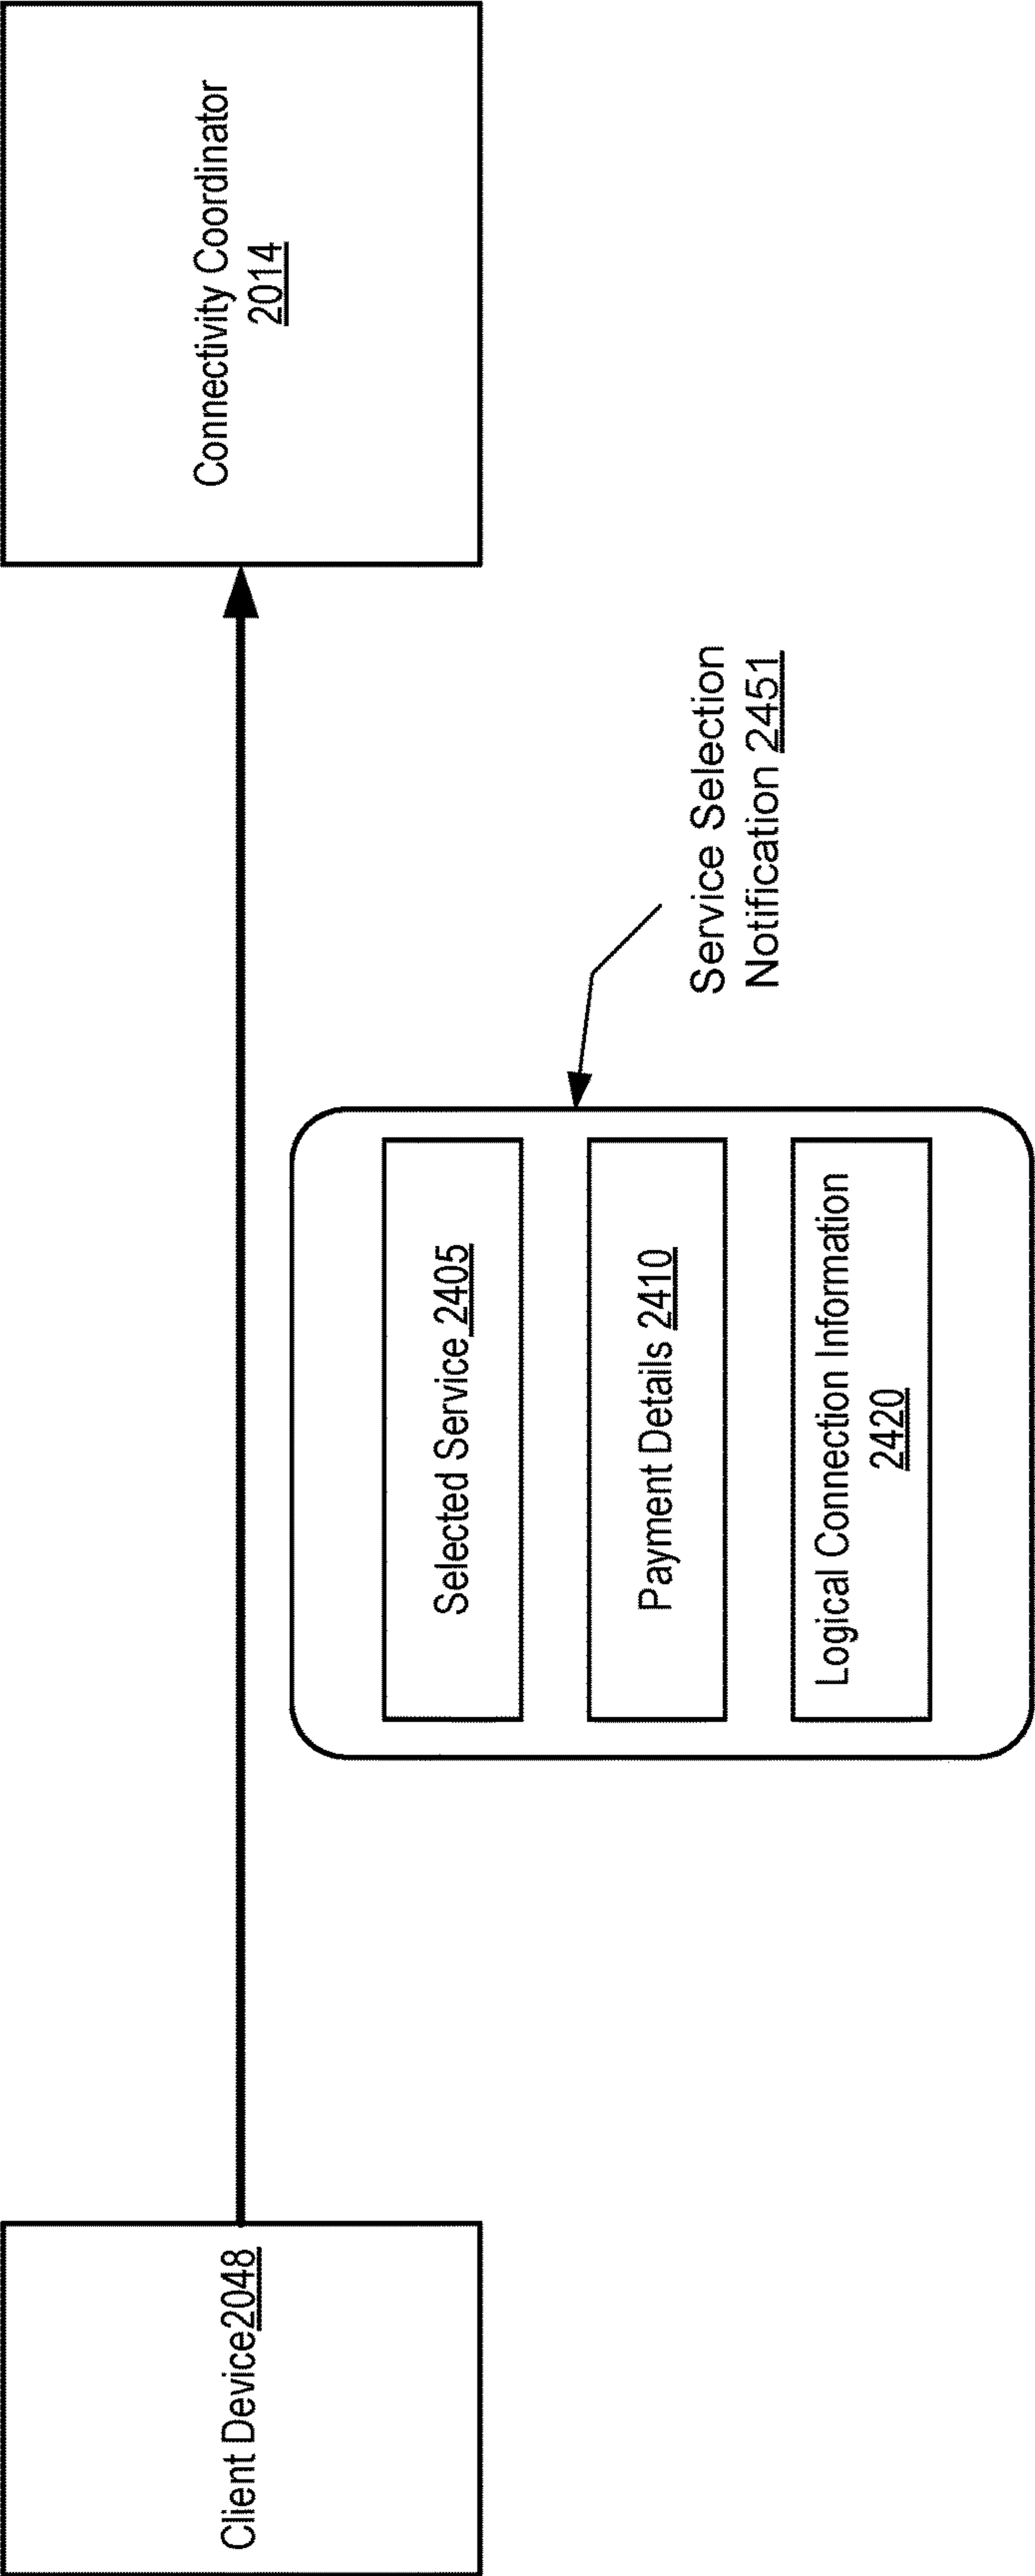 Client Device2048
Connectivity Coordinator
2014
Selected Service 2405
Payment Details 2410
Logical Connection Information
2420
Service Selection
Notification 2451